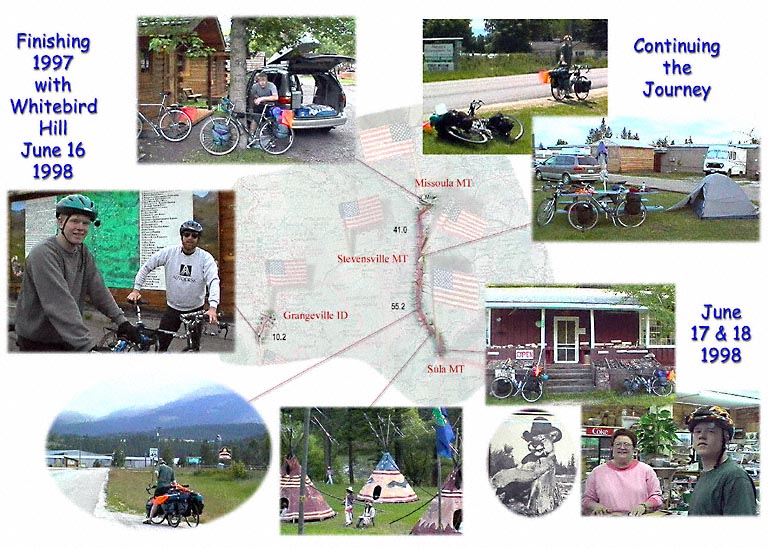 Finishing
1997
with
Whitebird
Hill
June 16
1998
Continuing
the
Journey
Missoula MT
41.0
Stevensville MT
55.2
Grangeville ID
10.2
Sula MT
June
17 & 18
1998
OPEN
Coke